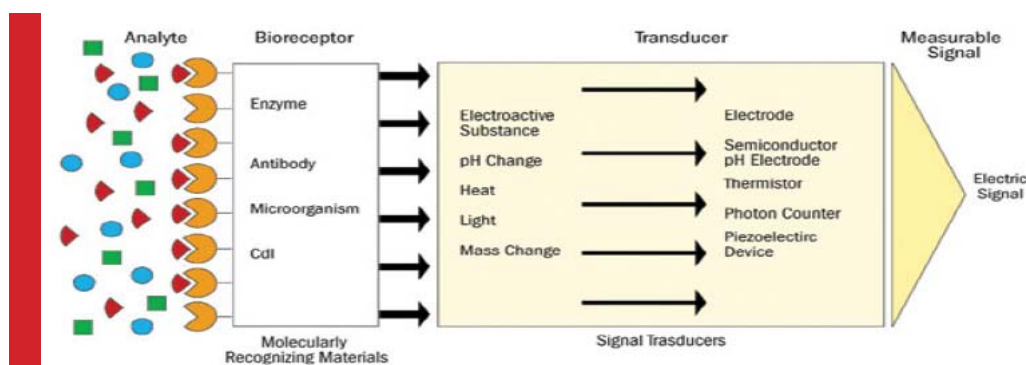 Analyte
Bioreceptor
Transducer
Measurable
Signal
Enzyme
Antibody
Microorganism
Cdl
Electroactive
Substance
pH Change
Heat
Light
Mass Change
Electrode
Semiconductor
pH Electrode
Thermistor
Photon Counter
Piezoelectirc
Device
Electric
Signal
Molecularly
Recognizing Materials
Signal Trasducers